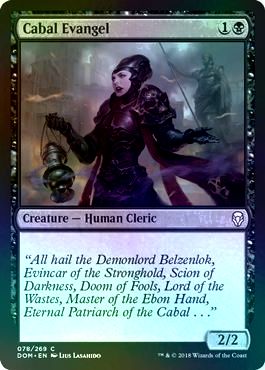 Cabal Evangel 1
Creature — Human Cleric
“All hail the Demonlord Belzenlok,
Evincar of the Stronghold, Scion of
Darkness, Doom of Fools, Lord of the
Wastes, Master of the Ebon Hand,
Eternal Patriarch of the Cabal . . .”
2/2
078/269 C
DOM • EN Lius Lasahido
™ & © 2018 Wizards of the Coast